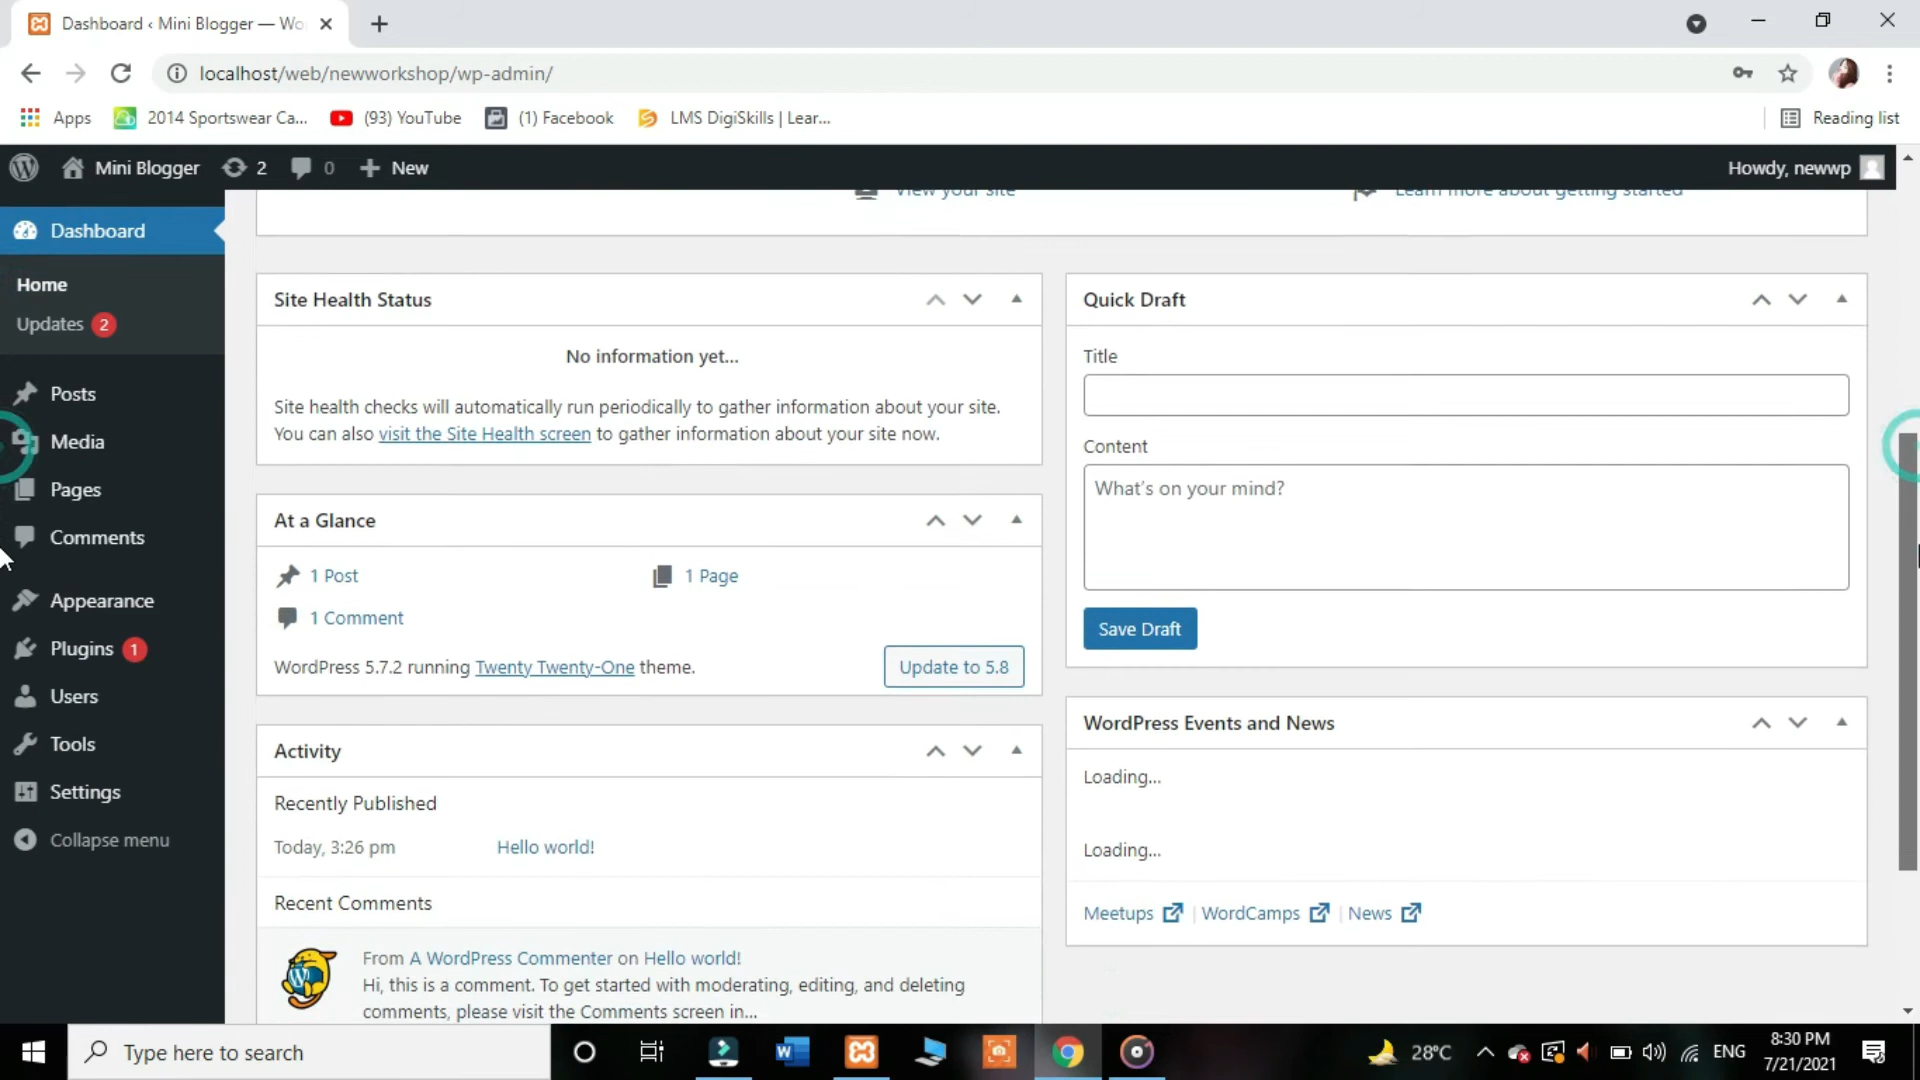 Dashboard ‹ Mini Blogger — Wo
localhost/web/newworkshop/wp-admin/
Apps
2014 Sportswear Ca...
(93) YouTube
(1) Facebook
LMS DigiSkills | Lear...
Reading list
Mini Blogger
2
0
New
Howdy, newwp
View your site
Learn more about getting started
Dashboard
Home
Updates 2
Posts
Media
Pages
Comments
Appearance
Plugins 1
Users
Tools
Settings
Collapse menu
Site Health Status
No information yet...
Site health checks will automatically run periodically to gather information about your site.
You can also visit the Site Health screen to gather information about your site now.
At a Glance
1 Post
1 Page
1 Comment
WordPress 5.7.2 running Twenty Twenty-One theme.
Update to 5.8
Activity
Recently Published
Today, 3:26 pm
Hello world!
Recent Comments
From A WordPress Commenter on Hello world!
Hi, this is a comment. To get started with moderating, editing, and deleting
comments, please visit the Comments screen in...
Quick Draft
Title
Content
What's on your mind?
Save Draft
WordPress Events and News
Loading...
Loading...
Meetups | WordCamps | News
Type here to search
28°C
ENG
8:30 PM
7/21/2021